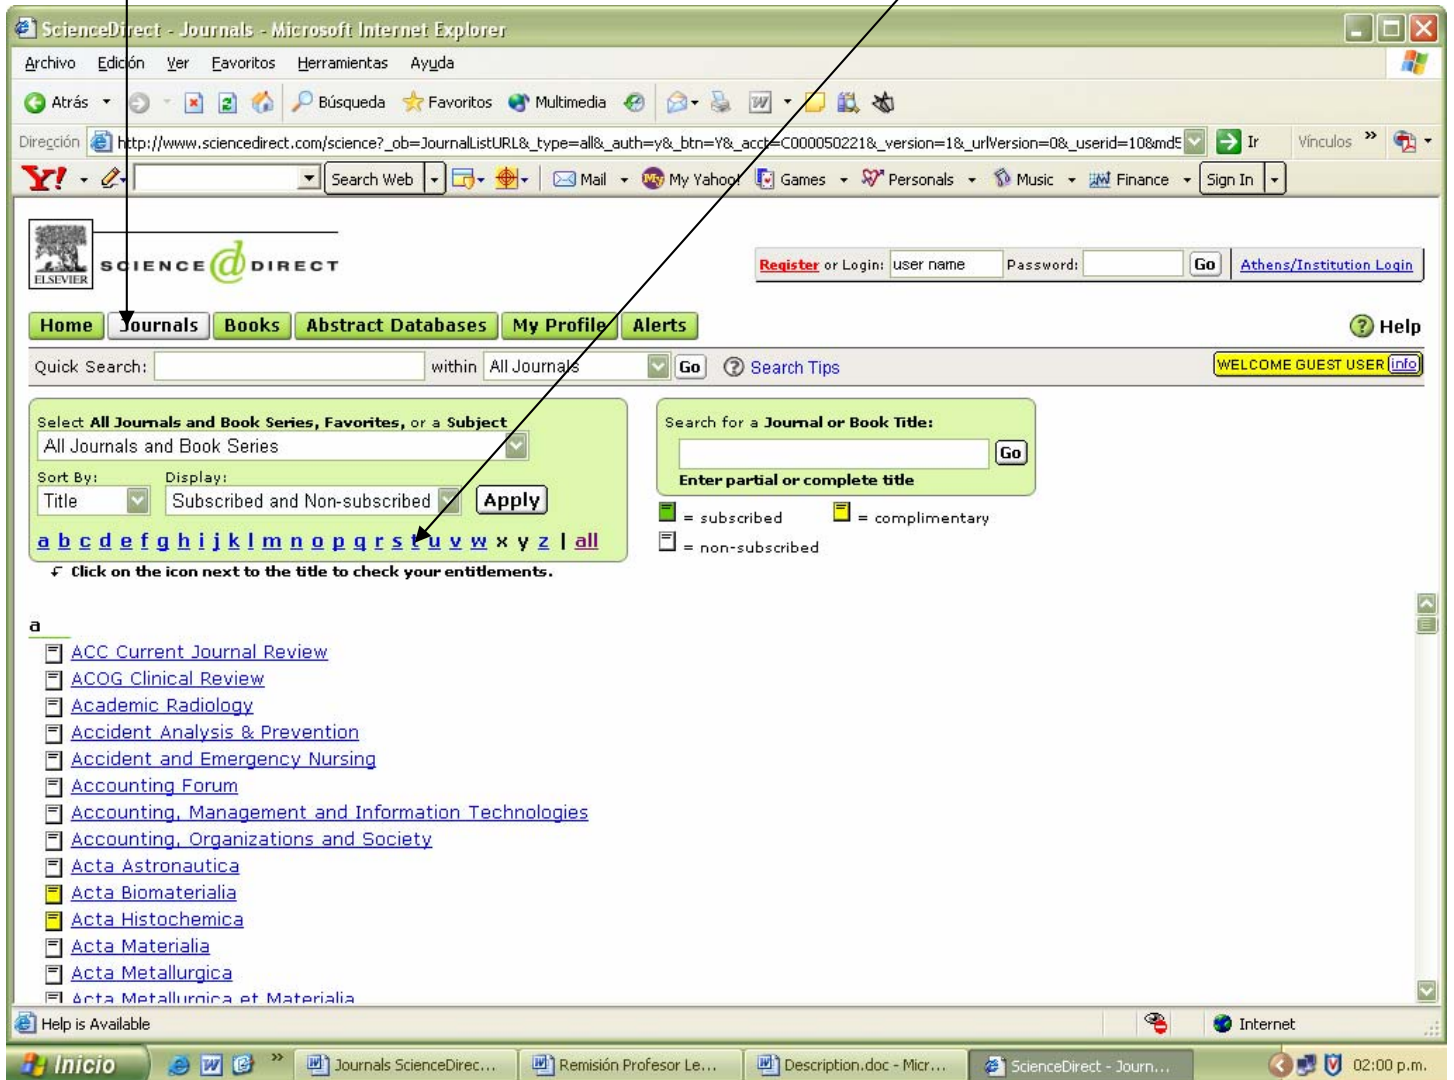 ScienceDirect - Journals - Microsoft Internet Explorer
Archivo Edición Ver Favoritos Herramientas Ayuda
Atrás Búsqueda Favoritos Multimedia
Dirección http://www.sciencedirect.com/science?_ob=JournalListURL&_type=all&_auth=y&_btn=Y&_acct=C000050221&_version=1&_urlVersion=0&_userid=10&md5 Ir Vínculos »
Y! Search Web Mail My Yahoo! Games Personals Music Finance Sign In
ELSEVIER SCIENCE @ DIRECT
Register or Login: user name Password: Go Athens/Institution Login
Home Journals Books Abstract Databases My Profile Alerts ? Help
Quick Search: within All Journals Go ? Search Tips WELCOME GUEST USER info
Select All Journals and Book Series, Favorites, or a Subject
All Journals and Book Series
Sort By: Display:
Title Subscribed and Non-subscribed Apply
a b c d e f g h i j k l m n o p q r s t u v w x y z | all
Click on the icon next to the title to check your entitlements.
Search for a Journal or Book Title:
Go
Enter partial or complete title
= subscribed = complimentary
= non-subscribed
a
ACC Current Journal Review
ACOG Clinical Review
Academic Radiology
Accident Analysis & Prevention
Accident and Emergency Nursing
Accounting Forum
Accounting, Management and Information Technologies
Accounting, Organizations and Society
Acta Astronautica
Acta Biomaterialia
Acta Histochemica
Acta Materialia
Acta Metallurgica
Acta Metallurgica et Materialia
Help is Available Internet
Inicio » Journals ScienceDirec... Remisión Profesor Le... Description.doc - Micr... ScienceDirect - Journ... 02:00 p.m.